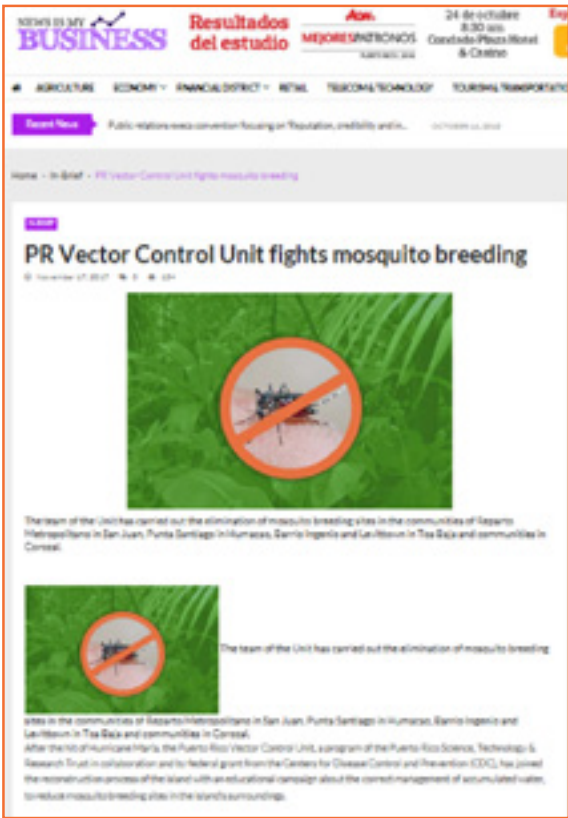 NEWS IS MY
BUSINESS
Resultados
del estudio
MEJORESPATRONOS
24 de octubre
8:30 am
Condado Plaza Hotel
& Casino
AGRICULTURE ECONOMY FINANCIAL DISTRICT RETAIL TELECOM & TECHNOLOGY TOURISM & TRANSPORTATIO
Recent News Public relations execs convention focusing on 'Reputation, credibility and in...
Home - In-Brief - PR Vector Control Unit fights mosquito breeding
PR Vector Control Unit fights mosquito breeding
The team of the Unit has carried out the elimination of mosquito breeding sites in the communities of Reparto
Metropolitano in San Juan, Punta Santiago in Humacao, Barrio Ingenio and Levittown in Toa Baja and communities in
Corozal.
The team of the Unit has carried out the elimination of mosquito breeding
sites in the communities of Reparto Metropolitano in San Juan, Punta Santiago in Humacao, Barrio Ingenio and
Levittown in Toa Baja and communities in Corozal.
After the hit of Hurricane María, the Puerto Rico Vector Control Unit, a program of the Puerto Rico Science, Technology &
Research Trust in collaboration and by federal grant from the Centers for Disease Control and Prevention (CDC), has joined
the reconstruction process of the island with an educational campaign about the correct management of accumulated water,
to reduce mosquito breeding sites in the island's surroundings.